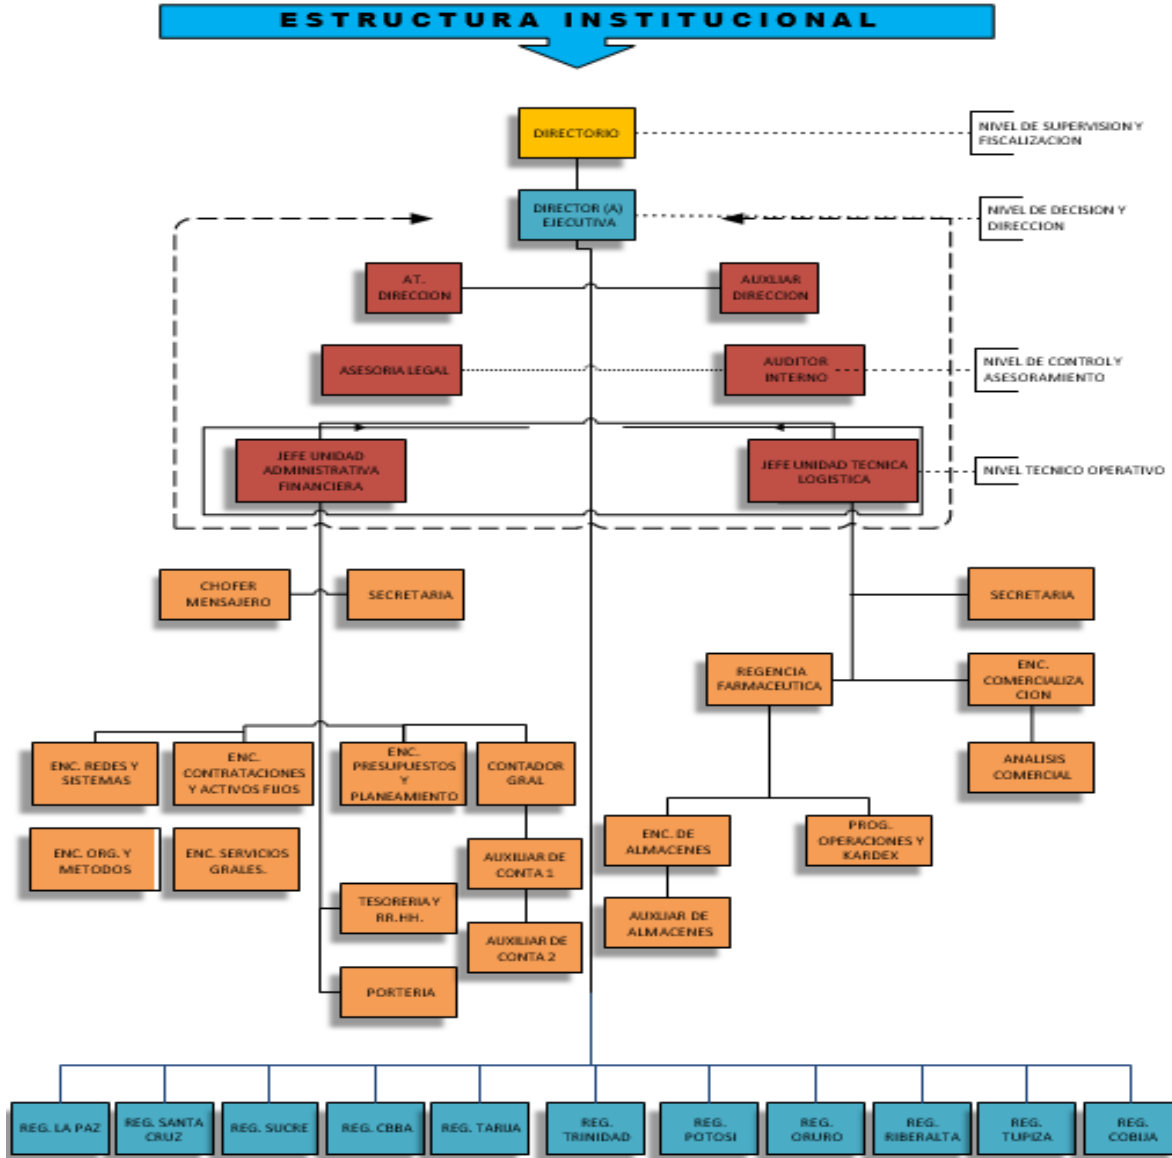 ESTRUCTURA INSTITUCIONAL
DIRECTORIO
NIVEL DE SUPERVISION Y
FISCALIZACION
DIRECTOR (A)
EJECUTIVA
NIVEL DE DECISION Y
DIRECCION
AT.
DIRECCION
AUXLIAR
DIRECCION
ASESORIA LEGAL
AUDITOR
INTERNO
NIVEL DE CONTROL Y
ASESORAMIENTO
JEFE UNIDAD
ADMINISTRATIVA
FINANCIERA
JEFE UNIDAD TECNICA
LOGISTICA
NIVEL TECNICO OPERATIVO
CHOFER
MENSAJERO
SECRETARIA
SECRETARIA
REGENCIA
FARMACEUTICA
ENC.
COMERCIALIZA
CION
ENC. REDES Y
SISTEMAS
ENC.
CONTRATACIONES
Y ACTIVOS FIJOS
ENC.
PRESUPUESTOS
Y
PLANEAMIENTO
CONTADOR
GRAL
ANALISIS
COMERCIAL
ENC. ORG. Y
METODOS
ENC. SERVICIOS
GRALES.
AUXILIAR DE
CONTA 1
ENC. DE
ALMACENES
PROG.
OPERACIONES Y
KARDEX
TESORERIA Y
RR.HH.
AUXILIAR DE
CONTA 2
AUXLIAR DE
ALMACENES
PORTERIA
REG. LA PAZ
REG. SANTA
CRUZ
REG. SUCRE
REG. CBBA
REG. TARIJA
REG.
TRINIDAD
REG.
POTOSI
REG.
ORURO
REG.
RIBERALTA
REG.
TUPIZA
REG.
COBIJA